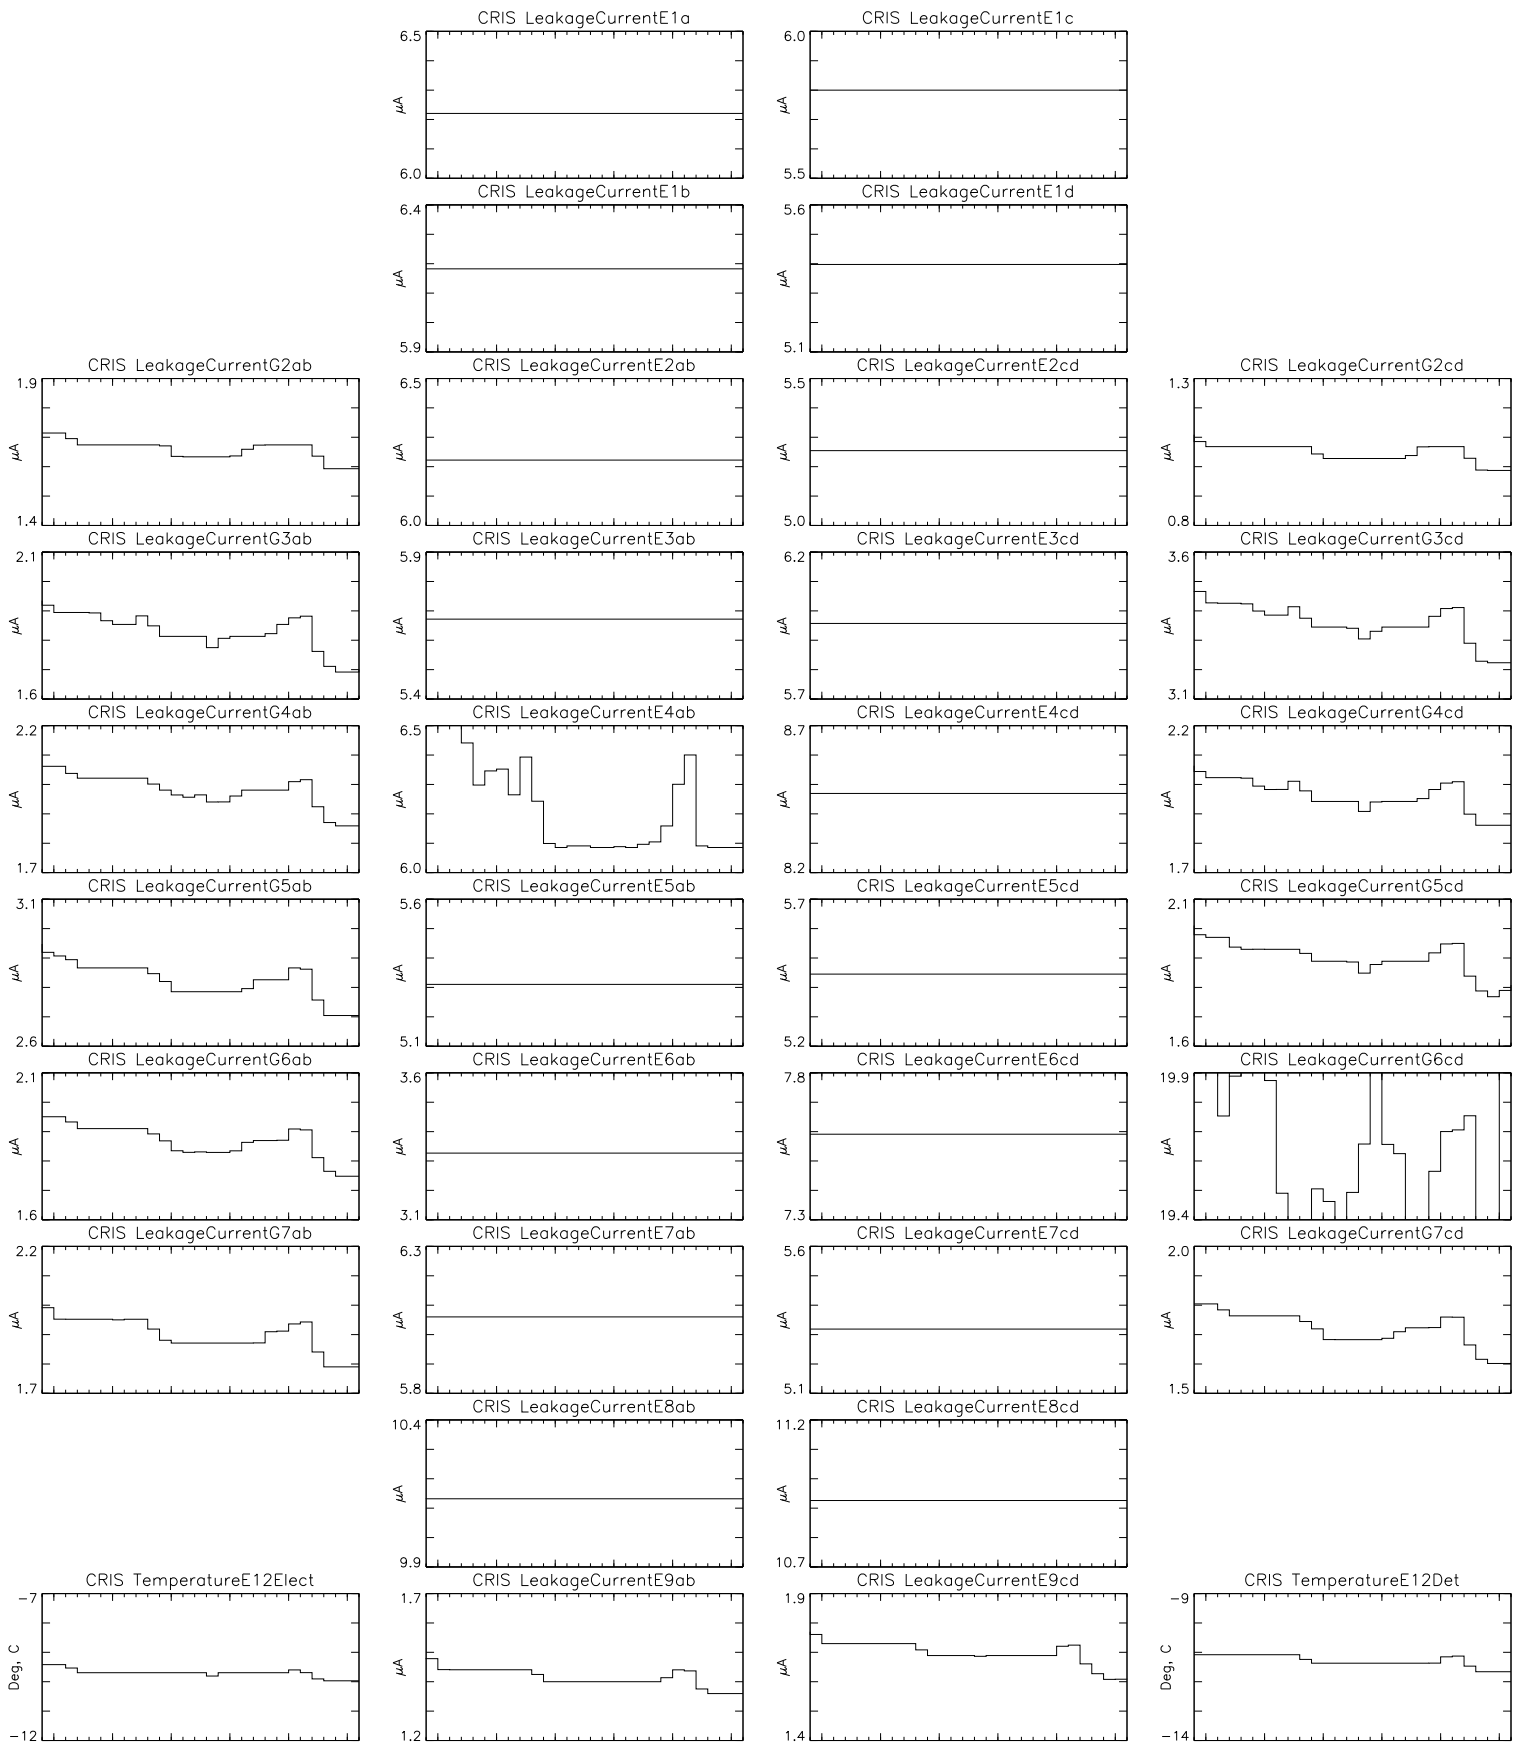 CRIS LeakageCurrentE1a
6.5
μA
6.0
CRIS LeakageCurrentE1c
6.0
μA
5.5
CRIS LeakageCurrentE1b
6.4
μA
5.9
CRIS LeakageCurrentE1d
5.6
μA
5.1
CRIS LeakageCurrentG2ab
1.9
μA
1.4
CRIS LeakageCurrentE2ab
6.5
μA
6.0
CRIS LeakageCurrentE2cd
5.5
μA
5.0
CRIS LeakageCurrentG2cd
1.3
μA
0.8
CRIS LeakageCurrentG3ab
2.1
μA
1.6
CRIS LeakageCurrentE3ab
5.9
μA
5.4
CRIS LeakageCurrentE3cd
6.2
μA
5.7
CRIS LeakageCurrentG3cd
3.6
μA
3.1
CRIS LeakageCurrentG4ab
2.2
μA
1.7
CRIS LeakageCurrentE4ab
6.5
μA
6.0
CRIS LeakageCurrentE4cd
8.7
μA
8.2
CRIS LeakageCurrentG4cd
2.2
μA
1.7
CRIS LeakageCurrentG5ab
3.1
μA
2.6
CRIS LeakageCurrentE5ab
5.6
μA
5.1
CRIS LeakageCurrentE5cd
5.7
μA
5.2
CRIS LeakageCurrentG5cd
2.1
μA
1.6
CRIS LeakageCurrentG6ab
2.1
μA
1.6
CRIS LeakageCurrentE6ab
3.6
μA
3.1
CRIS LeakageCurrentE6cd
7.8
μA
7.3
CRIS LeakageCurrentG6cd
19.9
μA
19.4
CRIS LeakageCurrentG7ab
2.2
μA
1.7
CRIS LeakageCurrentE7ab
6.3
μA
5.8
CRIS LeakageCurrentE7cd
5.6
μA
5.1
CRIS LeakageCurrentG7cd
2.0
μA
1.5
CRIS LeakageCurrentE8ab
10.4
μA
9.9
CRIS LeakageCurrentE8cd
11.2
μA
10.7
CRIS TemperatureE12Elect
-7
Deg, C
-12
CRIS LeakageCurrentE9ab
1.7
μA
1.2
CRIS LeakageCurrentE9cd
1.9
μA
1.4
CRIS TemperatureE12Det
-9
Deg, C
-14